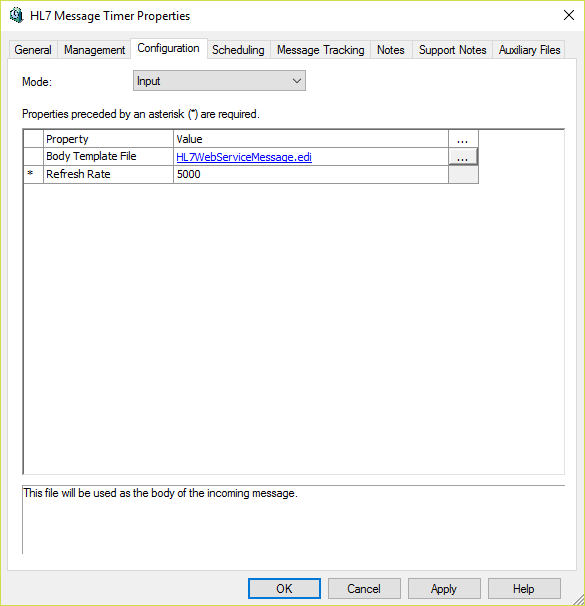 HL7 Message Timer Properties
General Management Configuration Scheduling Message Tracking Notes Support Notes Auxiliary Files
Mode: Input
Properties preceded by an asterisk (*) are required.
Property Value ...
Body Template File HL7WebServiceMessage.edi ...
* Refresh Rate 5000
This file will be used as the body of the incoming message.
OK Cancel Apply Help